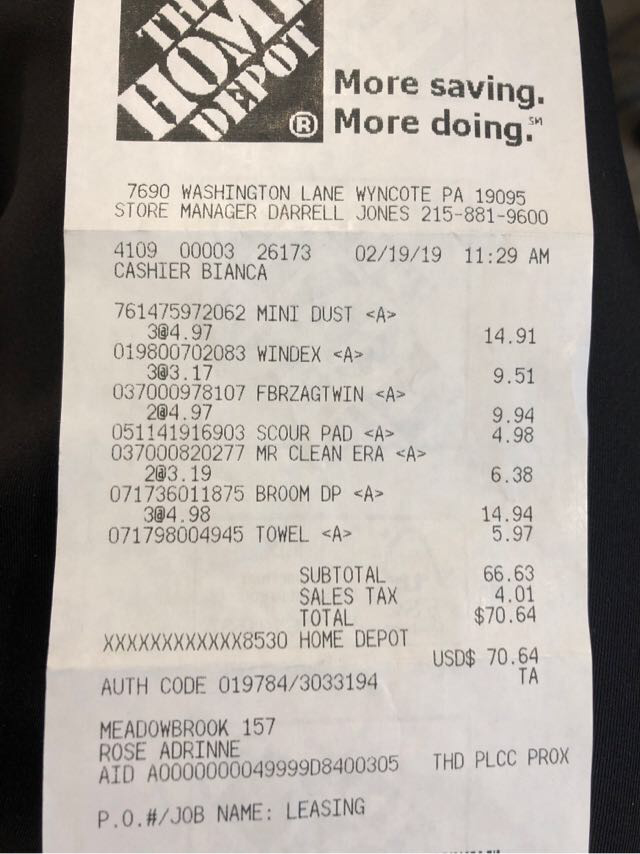 THE
HOME
DEPOT
®
More saving.
More doing.℠
7690 WASHINGTON LANE WYNCOTE PA 19095
STORE MANAGER DARRELL JONES 215-881-9600
4109 00003 26173 02/19/19 11:29 AM
CASHIER BIANCA
761475972062 MINI DUST <A>
3@4.97 14.91
019800702083 WINDEX <A>
3@3.17 9.51
037000978107 FBRZAGTWIN <A>
2@4.97 9.94
051141916903 SCOUR PAD <A> 4.98
037000820277 MR CLEAN ERA <A>
2@3.19 6.38
071736011875 BROOM DP <A>
3@4.98 14.94
071798004945 TOWEL <A> 5.97
SUBTOTAL 66.63
SALES TAX 4.01
TOTAL $70.64
XXXXXXXXXXXX8530 HOME DEPOT
USD$ 70.64
AUTH CODE 019784/3033194 TA
MEADOWBROOK 157
ROSE ADRINNE
AID A0000000049999D8400305 THD PLCC PROX
P.O.#/JOB NAME: LEASING